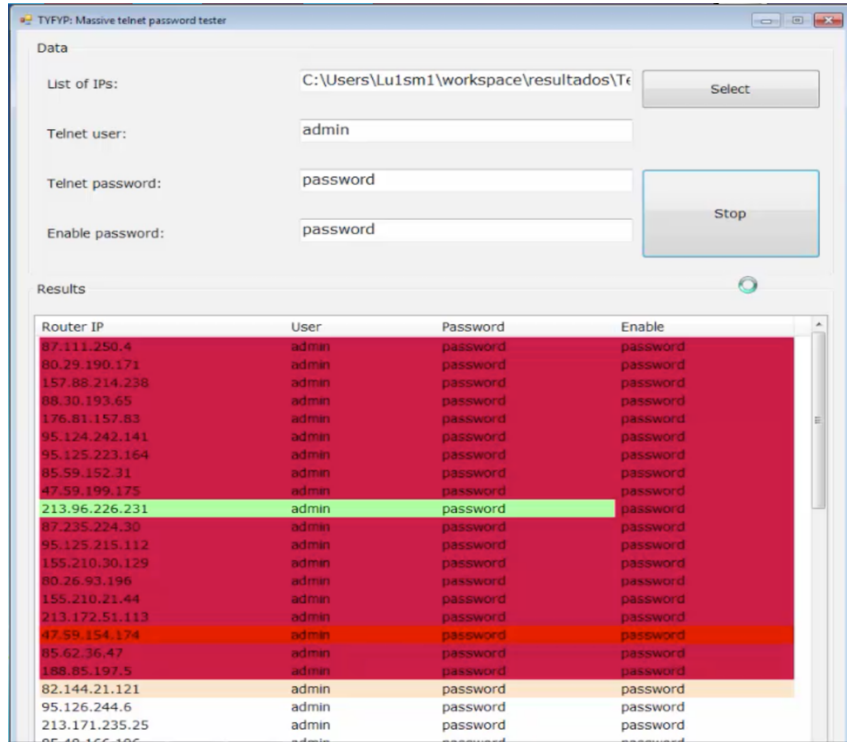 TYFYP: Massive telnet password tester
Data
List of IPs: C:\Users\Lu1sm1\workspace\resultados\Te Select
Telnet user: admin
Telnet password: password
Stop
Enable password: password
Results
Router IP User Password Enable
87.111.250.4 admin password password
80.29.190.171 admin password password
157.88.214.238 admin password password
88.30.193.65 admin password password
176.81.157.83 admin password password
95.124.242.141 admin password password
95.125.223.164 admin password password
85.59.152.31 admin password password
47.59.199.175 admin password password
213.96.226.231 admin password password
87.235.224.30 admin password password
95.125.215.112 admin password password
155.210.30.129 admin password password
80.26.93.196 admin password password
155.210.21.44 admin password password
213.172.51.113 admin password password
47.59.154.174 admin password password
85.62.36.47 admin password password
188.85.197.5 admin password password
82.144.21.121 admin password password
95.126.244.6 admin password password
213.171.235.25 admin password password